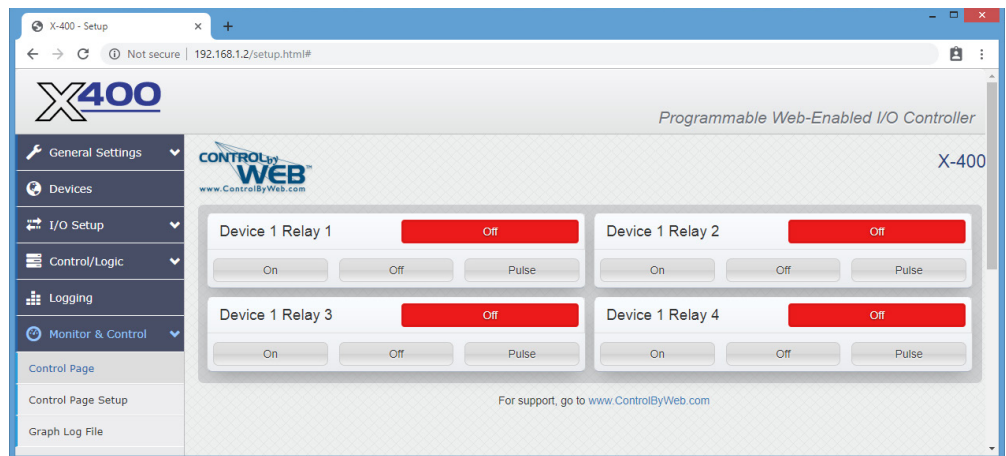 X-400 - Setup
Not secure | 192.168.1.2/setup.html#
X400
Programmable Web-Enabled I/O Controller
General Settings
Devices
I/O Setup
Control/Logic
Logging
Monitor & Control
Control Page
Control Page Setup
Graph Log File
CONTROLby
WEB™
www.ControlByWeb.com
X-400
Device 1 Relay 1 Off
On Off Pulse
Device 1 Relay 2 Off
On Off Pulse
Device 1 Relay 3 Off
On Off Pulse
Device 1 Relay 4 Off
On Off Pulse
For support, go to www.ControlByWeb.com